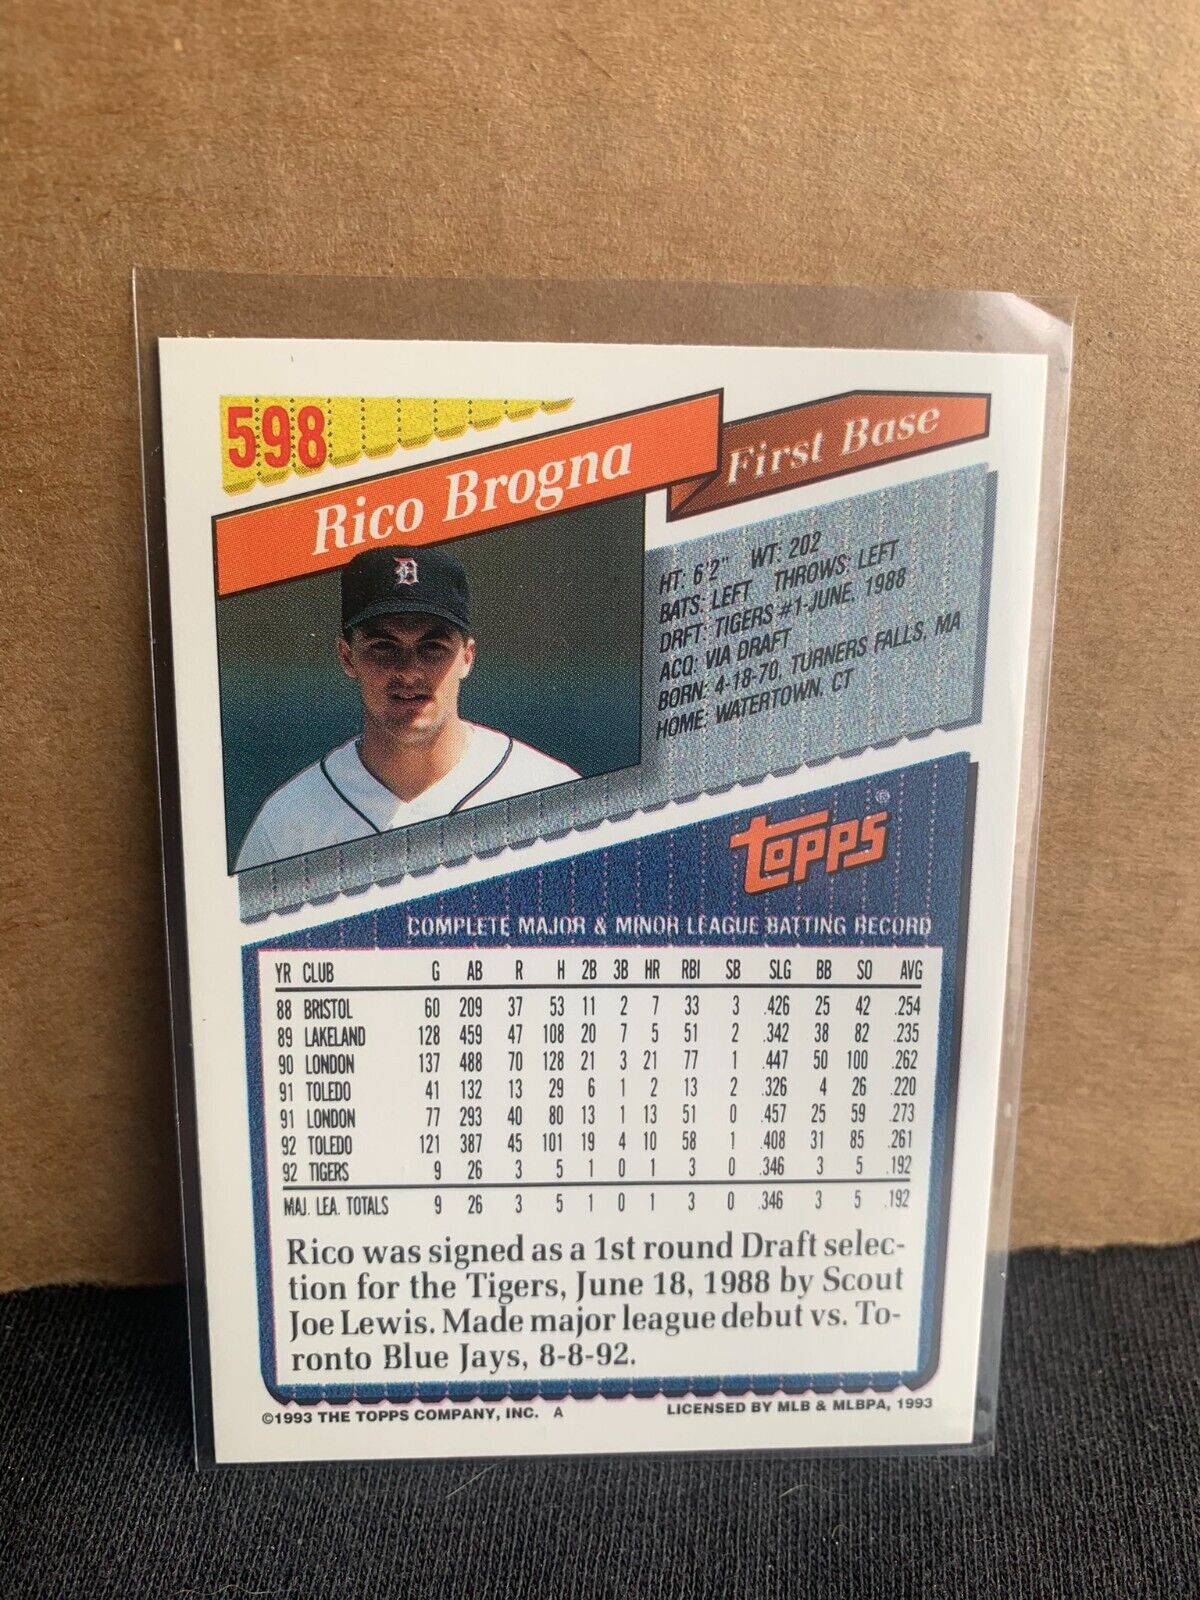 598
Rico Brogna
First Base
D
HT: 6'2" WT: 202
BATS: LEFT THROWS: LEFT
DRFT: TIGERS #1-JUNE, 1988
ACQ: VIA DRAFT
BORN: 4-18-70, TURNERS FALLS, MA
HOME: WATERTOWN, CT
TOPPS®
COMPLETE MAJOR & MINOR LEAGUE BATTING RECORD
YR CLUB G AB R H 2B 3B HR RBI SB SLG BB SO AVG
88 BRISTOL 60 209 37 53 11 2 7 33 3 .426 25 42 .254
89 LAKELAND 128 459 47 108 20 7 5 51 2 .342 38 82 .235
90 LONDON 137 488 70 128 21 3 21 77 1 .447 50 100 .262
91 TOLEDO 41 132 13 29 6 1 2 13 2 .326 4 26 .220
91 LONDON 77 293 40 80 13 1 13 51 0 .457 25 59 .273
92 TOLEDO 121 387 45 101 19 4 10 58 1 .408 31 85 .261
92 TIGERS 9 26 3 5 1 0 1 3 0 .346 3 5 .192
MAJ. LEA. TOTALS 9 26 3 5 1 0 1 3 0 .346 3 5 .192
Rico was signed as a 1st round Draft selec-
tion for the Tigers, June 18, 1988 by Scout
Joe Lewis. Made major league debut vs. To-
ronto Blue Jays, 8-8-92.
©1993 THE TOPPS COMPANY, INC. A
LICENSED BY MLB & MLBPA, 1993